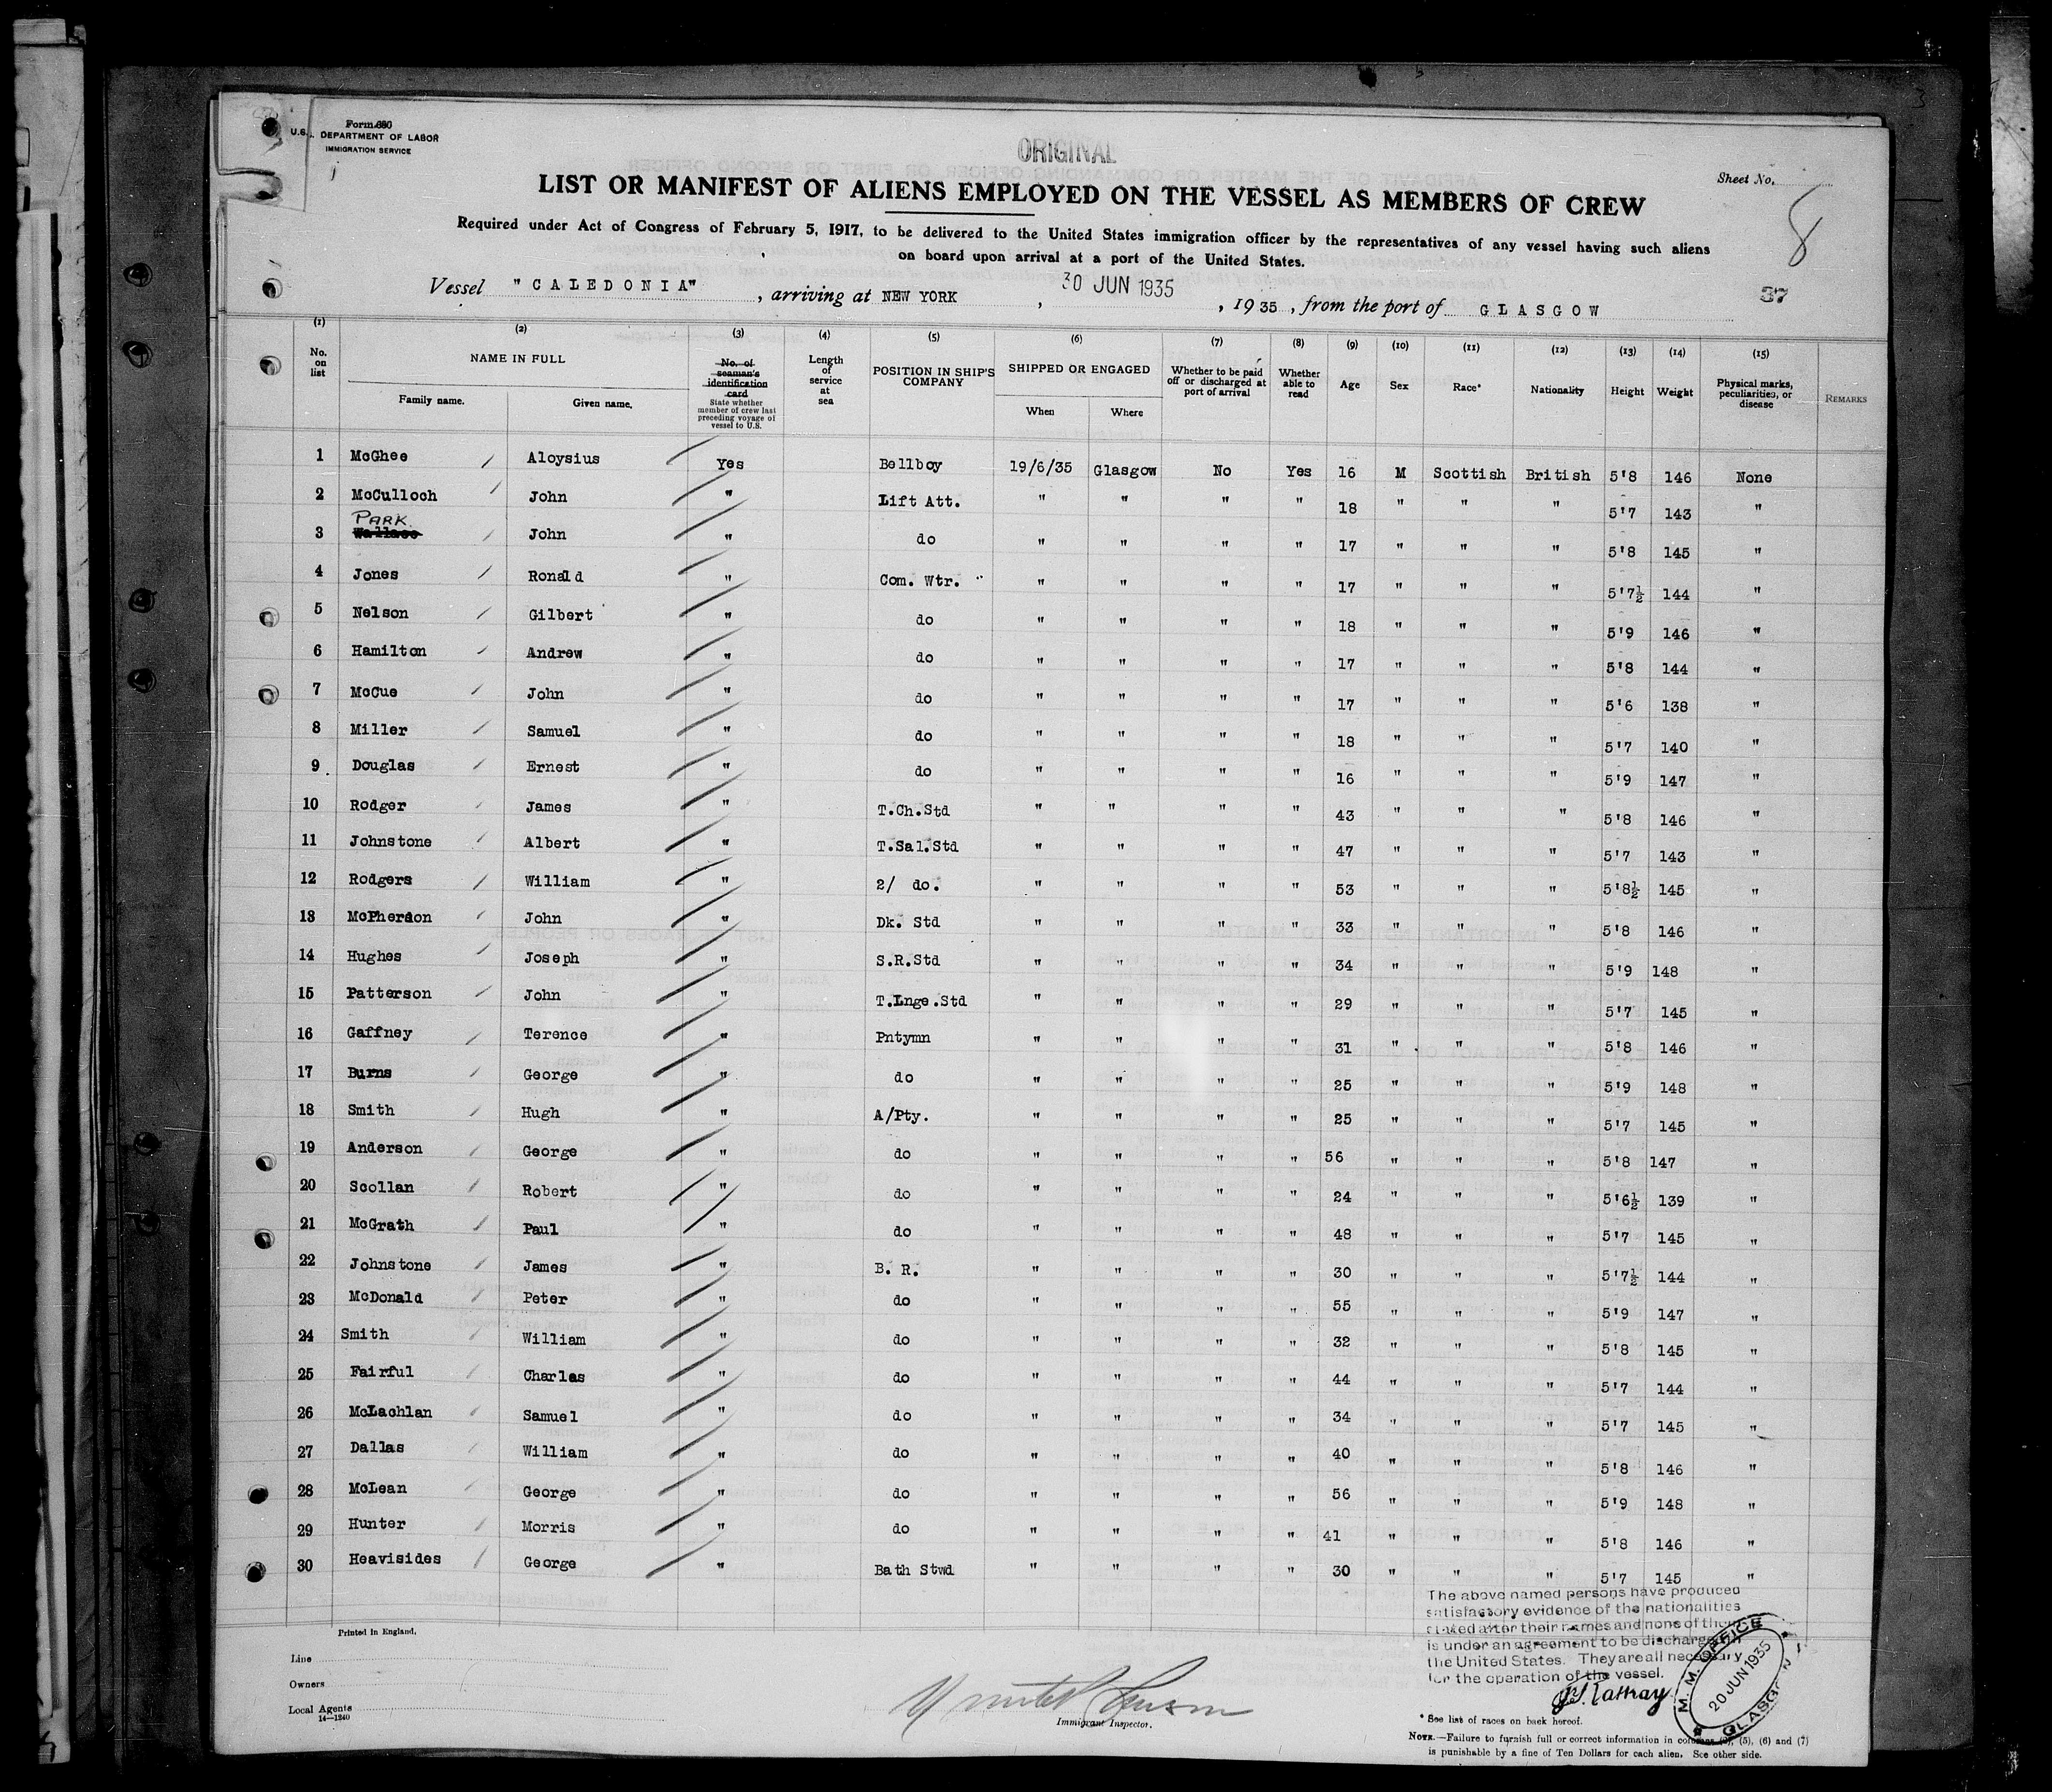 Form 680
U.S. DEPARTMENT OF LABOR
IMMIGRATION SERVICE
ORIGINAL
Sheet No.
8
LIST OR MANIFEST OF ALIENS EMPLOYED ON THE VESSEL AS MEMBERS OF CREW
Required under Act of Congress of February 5, 1917, to be delivered to the United States immigration officer by the representatives of any vessel having such aliens
on board upon arrival at a port of the United States.
Vessel "CALEDONIA", arriving at NEW YORK, 30 JUN 1935, 1935, from the port of GLASGOW
37
(1) (2) (3) (4) (5) (6) (7) (8) (9) (10) (11) (12) (13) (14) (15)
No. on list NAME IN FULL Family name. Given name. No. of seaman's identification card State whether member of crew last preceding voyage of vessel to U.S. Length of service at sea POSITION IN SHIP'S COMPANY SHIPPED OR ENGAGED When Where Whether to be paid off or discharged at port of arrival Whether able to read Age Sex Race* Nationality Height Weight Physical marks, peculiarities, or disease REMARKS
1 McGhee Aloysius Yes Bellboy 19/6/35 Glasgow No Yes 16 M Scottish British 5'8 146 None
2 McCulloch John " Lift Att. " " " " 18 " " " 5'7 143 "
PARK
3 Wallace John " do " " " " 17 " " " 5'8 145 "
4 Jones Ronald " Com. Wtr. " " " " 17 " " " 5'7½ 144 "
5 Nelson Gilbert " do " " " " 18 " " " 5'9 146 "
6 Hamilton Andrew " do " " " " 17 " " " 5'8 144 "
7 McCue John " do " " " " 17 " " " 5'6 138 "
8 Miller Samuel " do " " " " 18 " " " 5'7 140 "
9 Douglas Ernest " do " " " " 16 " " " 5'9 147 "
10 Rodger James " T.Ch.Std " " " " 43 " " " 5'8 146 "
11 Johnstone Albert " T.Sal.Std " " " " 47 " " " 5'7 143 "
12 Rodgers William " 2/ do. " " " " 53 " " " 5'8½ 145 "
13 McPherson John " Dk. Std " " " " 33 " " " 5'8 146 "
14 Hughes Joseph " S.R.Std " " " " 34 " " " 5'9 148 "
15 Patterson John " T.Lnge.Std " " " " 29 " " " 5'7 145 "
16 Gaffney Terence " Pntymn " " " " 31 " " " 5'8 146 "
17 Burns George " do " " " " 25 " " " 5'9 148 "
18 Smith Hugh " A/Pty. " " " " 25 " " " 5'7 145 "
19 Anderson George " do " " " " 56 " " " 5'8 147 "
20 Scollan Robert " do " " " " 24 " " " 5'6½ 139 "
21 McGrath Paul " do " " " " 48 " " " 5'7 145 "
22 Johnstone James " B. R. " " " " 30 " " " 5'7½ 144 "
23 McDonald Peter " do " " " " 55 " " " 5'9 147 "
24 Smith William " do " " " " 32 " " " 5'8 145 "
25 Fairful Charles " do " " " " 44 " " " 5'7 144 "
26 McLachlan Samuel " do " " " " 34 " " " 5'7 145 "
27 Dallas William " do " " " " 40 " " " 5'8 146 "
28 McLean George " do " " " " 56 " " " 5'9 148 "
29 Hunter Morris " do " " " " 41 " " " 5'8 146 "
30 Heavisides George " Bath Stwd " " " " 30 " " " 5'7 145 "
The above named persons have produced
satisfactory evidence of the nationalities
stated after their names and none of them
is under an agreement to be discharged in
the United States. They are all necessary
for the operation of the vessel.
Printed in England.
Line
Owners
Local Agents
14—1240
Immigrant Inspector.
M. M. OFFICE
20 JUN 1935
GLASGOW
* See list of races on back hereof.
NOTE.—Failure to furnish full or correct information in columns (3), (5), (6) and (7)
is punishable by a fine of Ten Dollars for each alien. See other side.